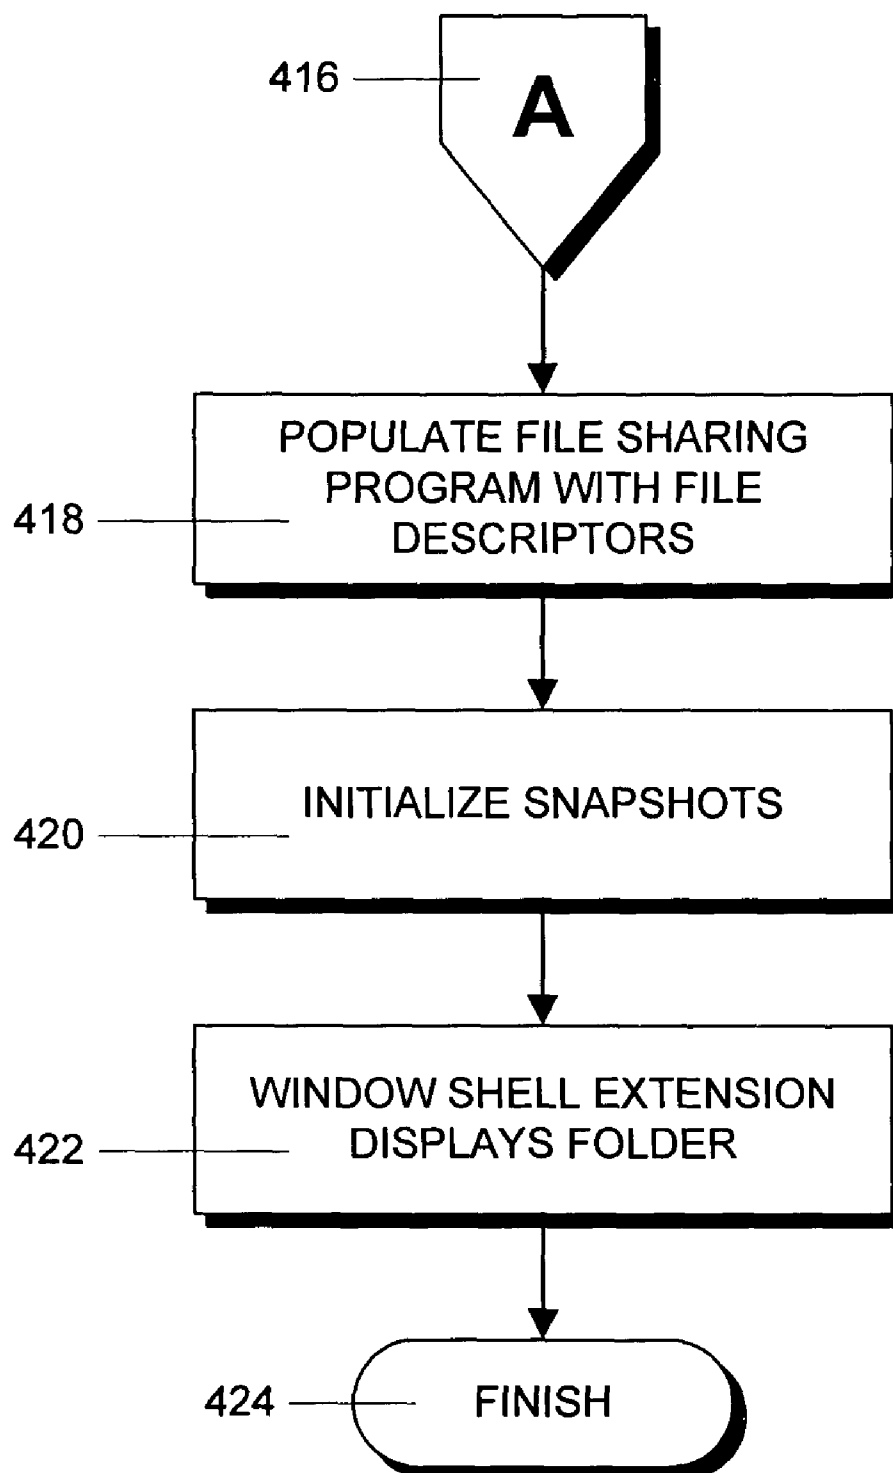 416
A
POPULATE FILE SHARING
PROGRAM WITH FILE
DESCRIPTORS
418
INITIALIZE SNAPSHOTS
420
WINDOW SHELL EXTENSION
DISPLAYS FOLDER
422
424
FINISH